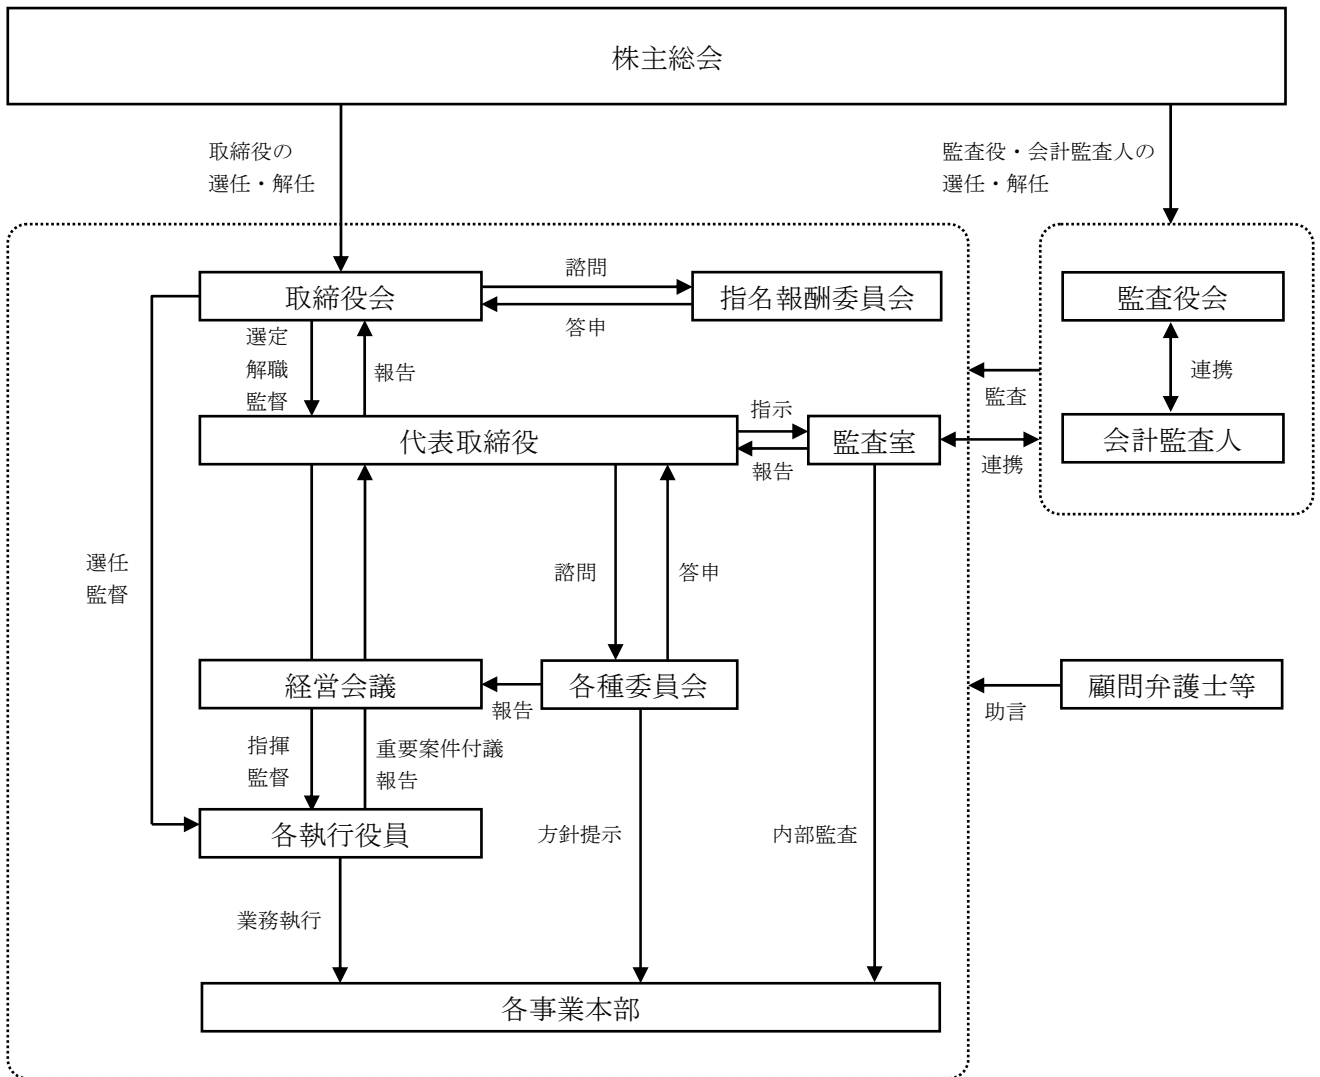 株主総会
取締役の
選任・解任
監査役・会計監査人の
選任・解任
取締役会
諮問
答申
指名報酬委員会
監査役会
選定
解職
監督
報告
連携
監査
代表取締役
指示
報告
監査室
連携
会計監査人
選任
監督
諮問
答申
経営会議
報告
各種委員会
助言
顧問弁護士等
指揮
監督
重要案件付議
報告
各執行役員
方針提示
内部監査
業務執行
各事業本部